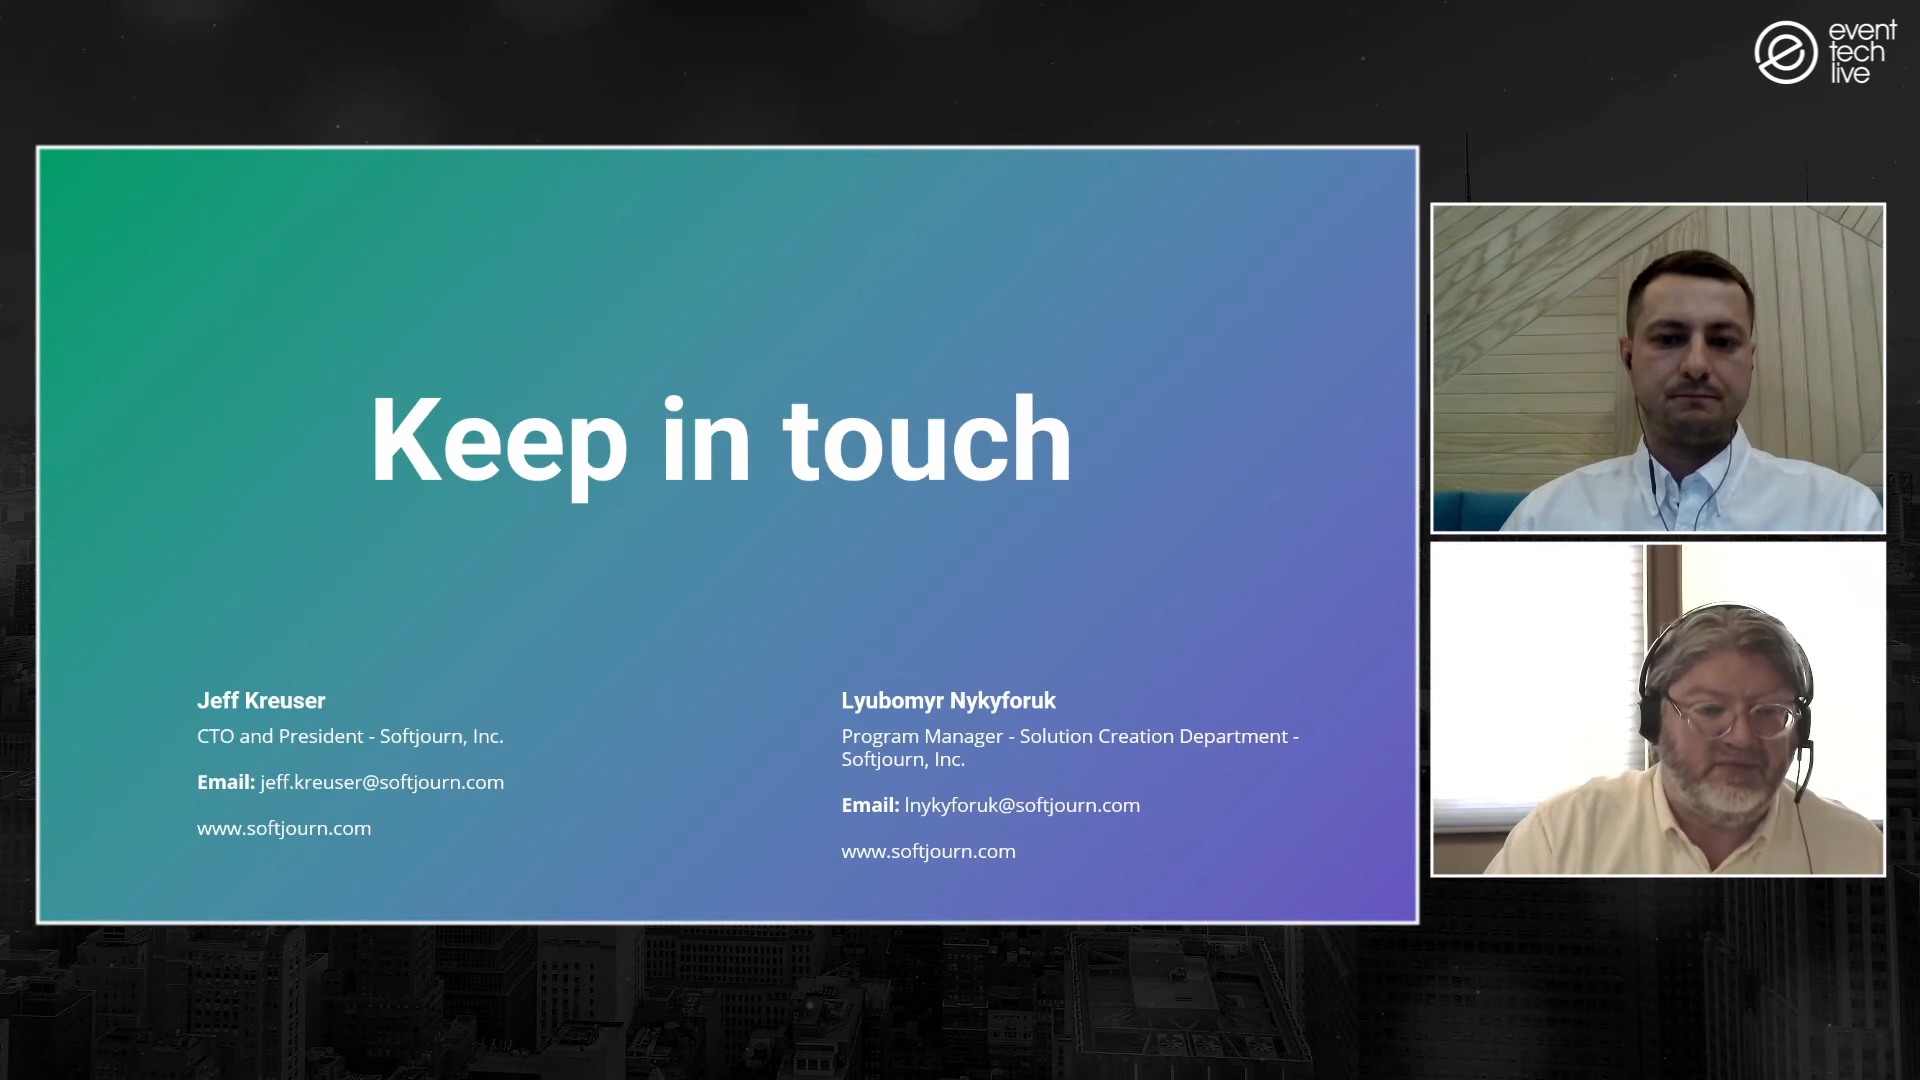 event
tech
live
Keep in touch
Jeff Kreuser
CTO and President - Softjourn, Inc.
Email: jeff.kreuser@softjourn.com
www.softjourn.com
Lyubomyr Nykyforuk
Program Manager - Solution Creation Department -
Softjourn, Inc.
Email: lnykyforuk@softjourn.com
www.softjourn.com